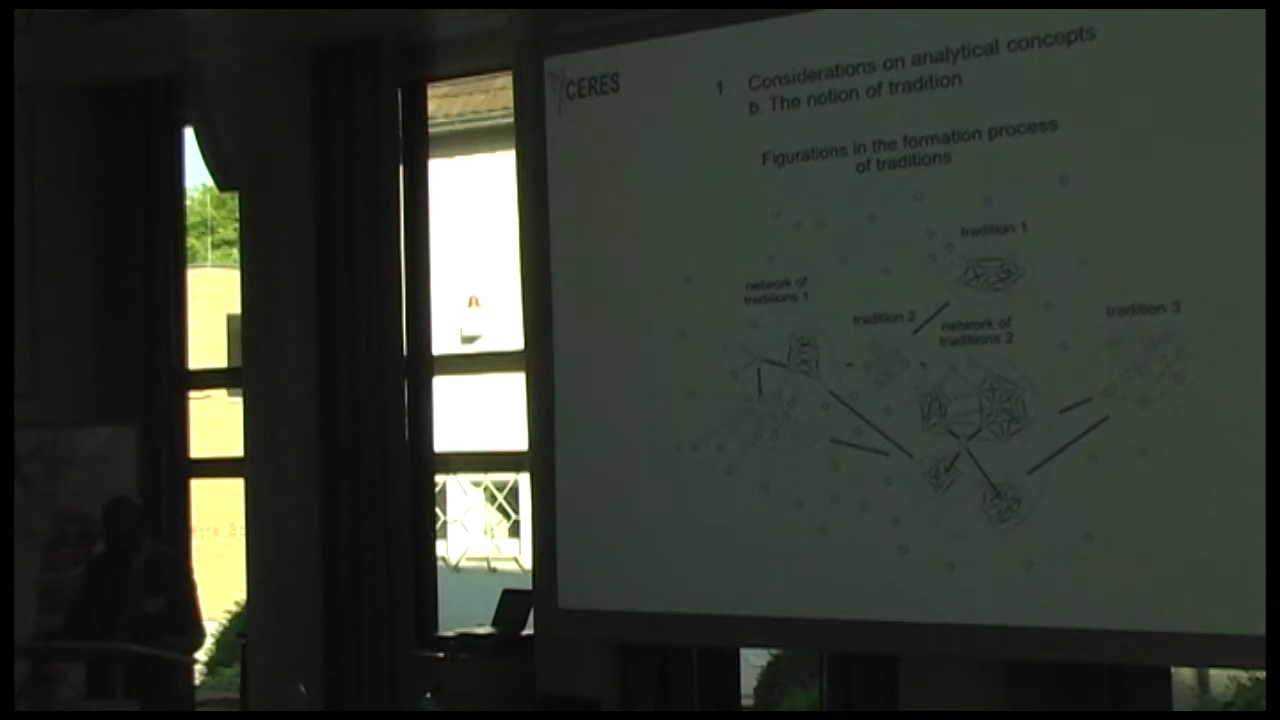 CERES
1 Considerations on analytical concepts
b. The notion of tradition
Figurations in the formation process
of traditions
tradition 1
network of
traditions 1
tradition 2
network of
traditions 2
tradition 3